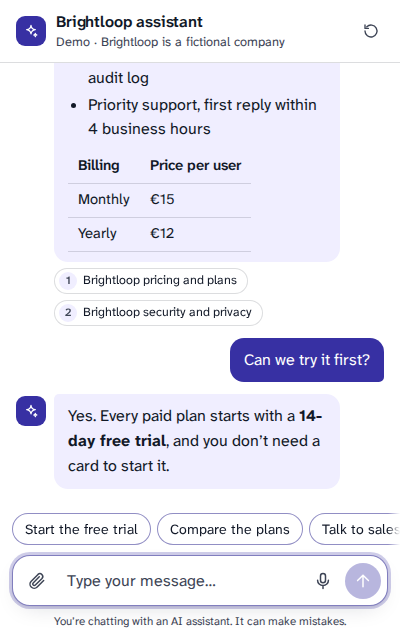 Brightloop assistant
Demo · Brightloop is a fictional company
audit log
• Priority support, first reply within
4 business hours
Billing Price per user
Monthly €15
Yearly €12
1 Brightloop pricing and plans
2 Brightloop security and privacy
Can we try it first?
Yes. Every paid plan starts with a 14-
day free trial, and you don’t need a
card to start it.
Start the free trial Compare the plans Talk to sales
Type your message...
You’re chatting with an AI assistant. It can make mistakes.